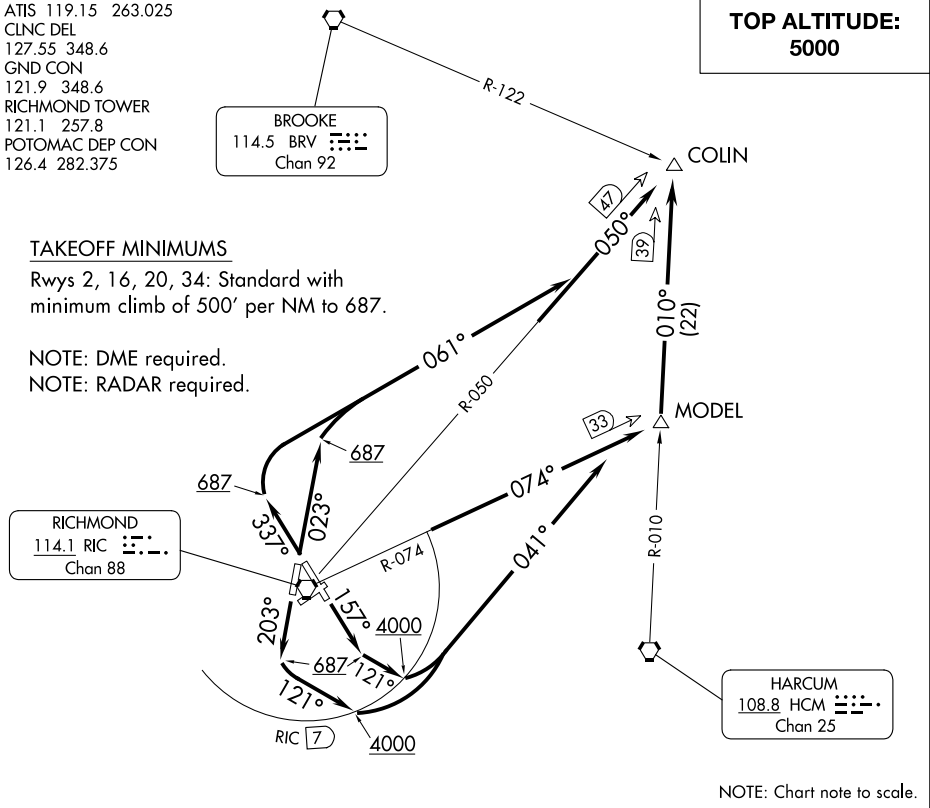 ATIS 119.15 263.025
CLNC DEL
127.55 348.6
GND CON
121.9 348.6
RICHMOND TOWER
121.1 257.8
POTOMAC DEP CON
126.4 282.375
TOP ALTITUDE:
5000
BROOKE
114.5 BRV
Chan 92
R-122
COLIN
47
39
050°
010°
(22)
TAKEOFF MINIMUMS
Rwys 2, 16, 20, 34: Standard with
minimum climb of 500' per NM to 687.
NOTE: DME required.
NOTE: RADAR required.
061°
R-050
MODEL
33
687
687
074°
337°
023°
041°
R-074
R-010
RICHMOND
114.1 RIC
Chan 88
203°
157°
4000
687
121°
121°
RIC 7
4000
HARCUM
108.8 HCM
Chan 25
NOTE: Chart note to scale.